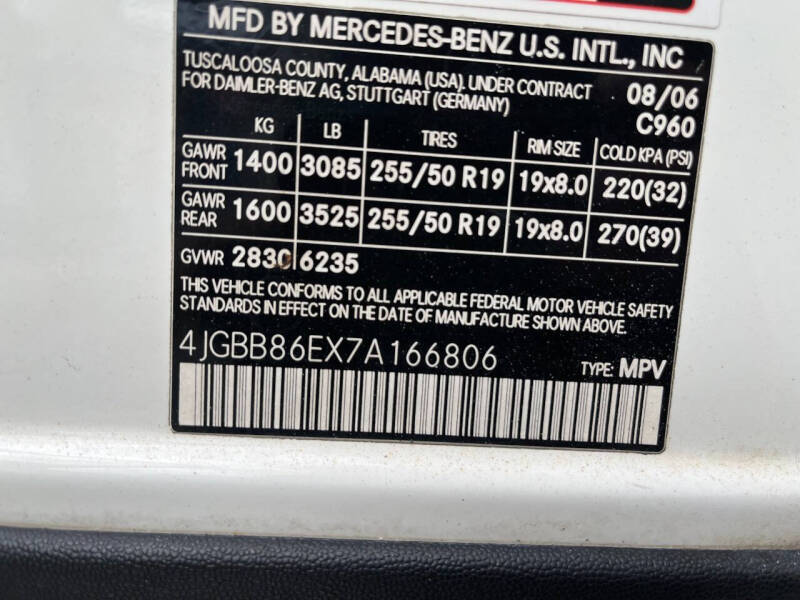 MFD BY MERCEDES-BENZ U.S. INTL., INC
TUSCALOOSA COUNTY, ALABAMA (USA). UNDER CONTRACT 08/06
FOR DAIMLER-BENZ AG, STUTTGART (GERMANY) C960
KG LB TIRES RIM SIZE COLD KPA (PSI)
GAWR FRONT 1400 3085 255/50 R19 19x8.0 220(32)
GAWR REAR 1600 3525 255/50 R19 19x8.0 270(39)
GVWR 2830 6235
THIS VEHICLE CONFORMS TO ALL APPLICABLE FEDERAL MOTOR VEHICLE SAFETY
STANDARDS IN EFFECT ON THE DATE OF MANUFACTURE SHOWN ABOVE.
4JGBB86EX7A166806 TYPE: MPV